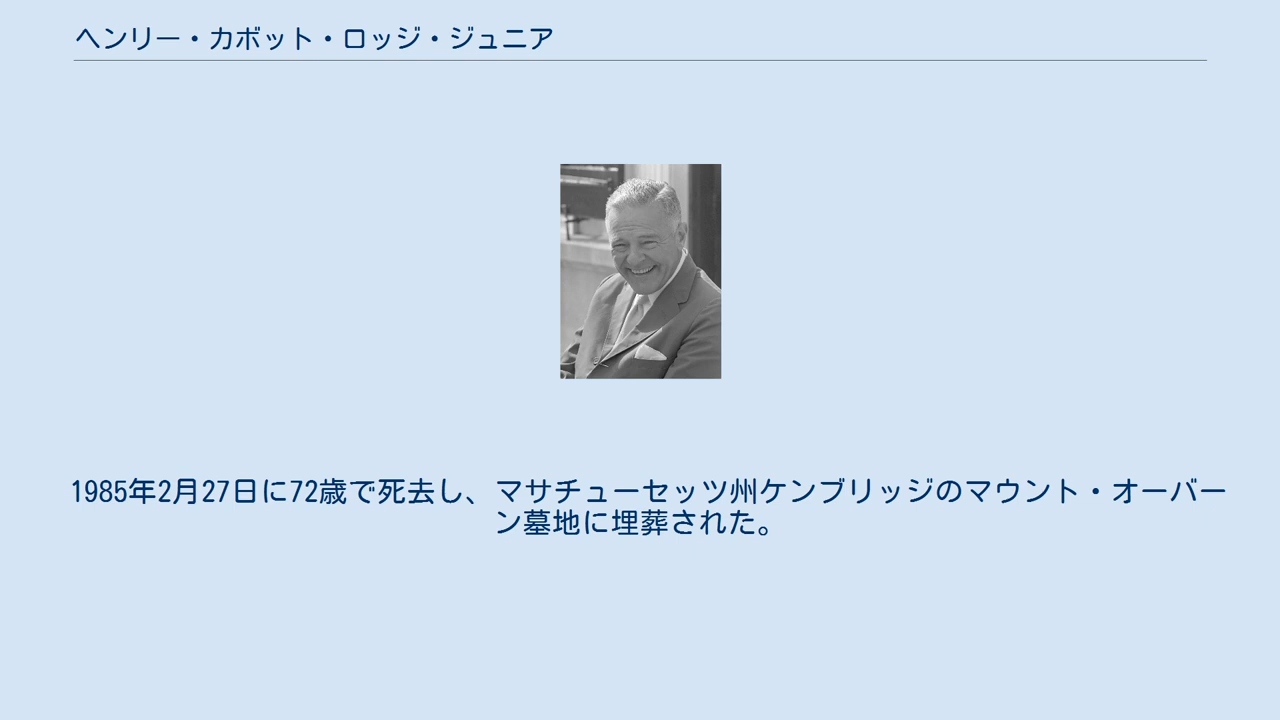 ヘンリー・カボット・ロッジ・ジュニア
1985年2月27日に72歳で死去し、マサチューセッツ州ケンブリッジのマウント・オーバー
ン墓地に埋葬された。